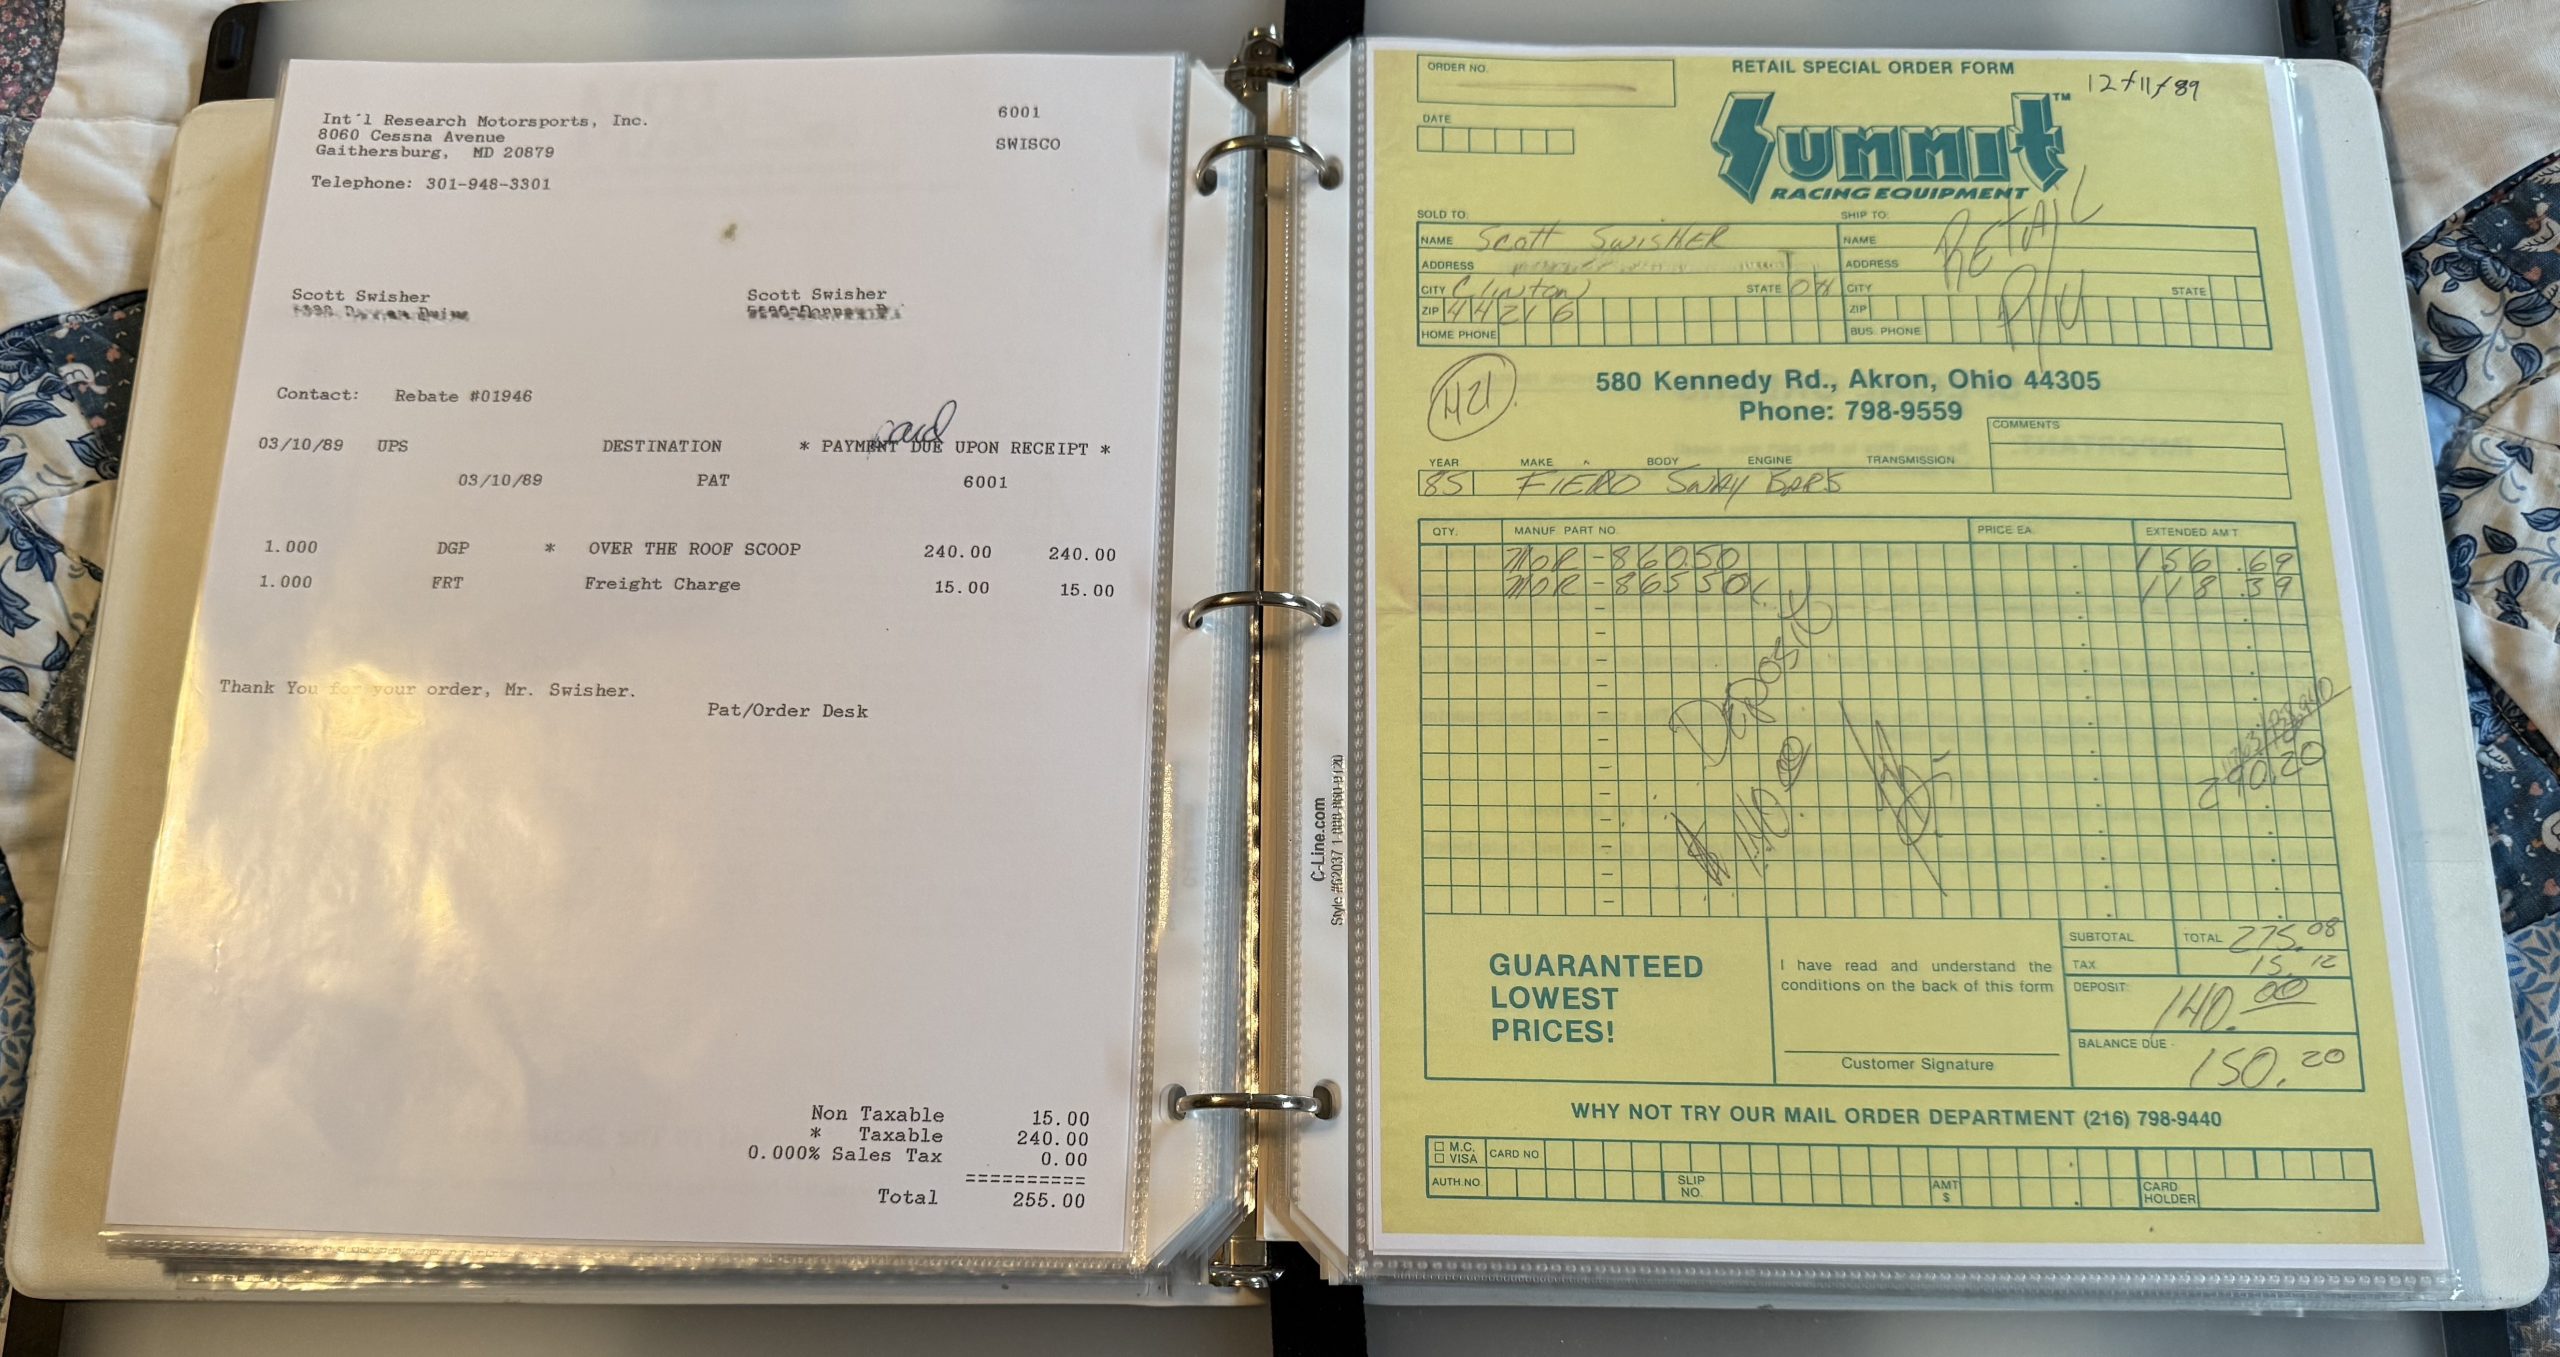 Int'l Research Motorsports, Inc.
8060 Cessna Avenue
Gaithersburg, MD 20879
Telephone: 301-948-3301
6001
SWISCO
Scott Swisher
Scott Swisher
Contact: Rebate #01946
paid
03/10/89 UPS DESTINATION * PAYMENT DUE UPON RECEIPT *
03/10/89 PAT 6001
1.000 DGP * OVER THE ROOF SCOOP 240.00 240.00
1.000 FRT Freight Charge 15.00 15.00
Thank You for your order, Mr. Swisher.
Pat/Order Desk
Non Taxable 15.00
* Taxable 240.00
0.000% Sales Tax 0.00
==========
Total 255.00
C-Line.com
Style #62037
ORDER NO.
RETAIL SPECIAL ORDER FORM
12/11/89
DATE
Summit TM
RACING EQUIPMENT
SOLD TO: SHIP TO:
NAME Scott SwisHER NAME
ADDRESS ADDRESS
CITY Clinton STATE OH CITY STATE
ZIP 44216 ZIP
HOME PHONE BUS. PHONE
RETAIL
P/U
H21
580 Kennedy Rd., Akron, Ohio 44305
Phone: 798-9559
COMMENTS
YEAR MAKE BODY ENGINE TRANSMISSION
85 FIERO SWAY BARS
QTY. MANUF. PART NO. PRICE EA. EXTENDED AMT.
MOR-86050 156.69
MOR-86550 118.39
Deposit
$140.00
290.20
GUARANTEED
LOWEST
PRICES!
I have read and understand the
conditions on the back of this form
Customer Signature
SUBTOTAL TOTAL 275.08
TAX 15.12
DEPOSIT: 140.00
BALANCE DUE - 150.20
WHY NOT TRY OUR MAIL ORDER DEPARTMENT (216) 798-9440
M.C.
VISA CARD NO
AUTH.NO. SLIP NO. AMT $ CARD HOLDER